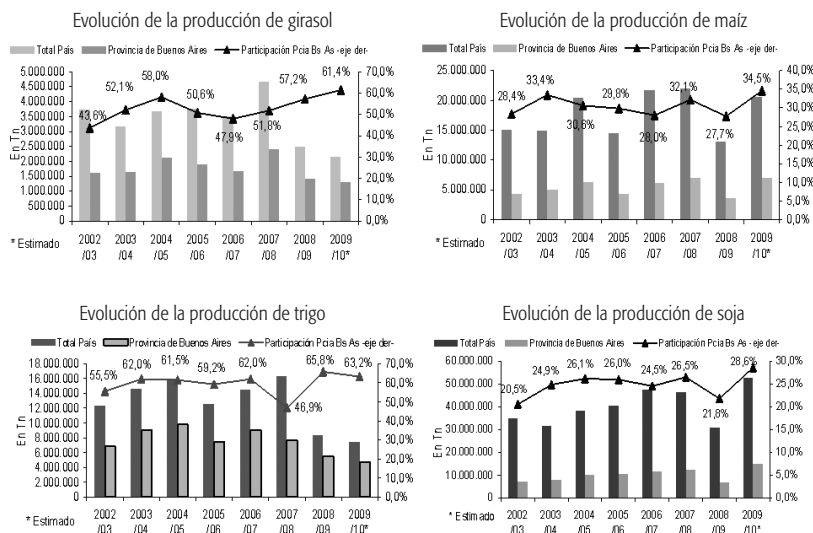 Evolución de la producción de girasol
Total País Provincia de Buenos Aires Participación Pcia Bs As -eje der-
5.000.000 70,0%
4.500.000 60,0%
4.000.000 50,0%
3.500.000 40,0%
3.000.000 30,0%
2.500.000 20,0%
2.000.000 10,0%
1.500.000 0,0%
1.000.000
500.000
0
En Tn
43,6% 52,1% 58,0% 50,6% 47,9% 51,8% 57,2% 61,4%
2002 2003 2004 2005 2006 2007 2008 2009
/03 /04 /05 /06 /07 /08 /09 /10*
* Estimado
Evolución de la producción de maíz
Total País Provincia de Buenos Aires Participación Pcia Bs As -eje der-
25.000.000 40,0%
20.000.000 35,0%
15.000.000 30,0%
10.000.000 25,0%
5.000.000 20,0%
0 15,0%
10,0%
5,0%
0,0%
En Tn
28,4% 33,4% 30,6% 29,8% 28,0% 32,1% 27,7% 34,5%
2002 2003 2004 2005 2006 2007 2008 2009
/03 /04 /05 /06 /07 /08 /09 /10*
* Estimado
Evolución de la producción de trigo
Total País Provincia de Buenos Aires Participación Pcia Bs As -eje der-
18.000.000 70,0%
16.000.000 60,0%
14.000.000 50,0%
12.000.000 40,0%
10.000.000 30,0%
8.000.000 20,0%
6.000.000 10,0%
4.000.000 0,0%
2.000.000
0
En Tn
55,5% 62,0% 61,5% 59,2% 62,0% 46,9% 65,8% 63,2%
2002 2003 2004 2005 2006 2007 2008 2009
/03 /04 /05 /06 /07 /08 /09 /10*
* Estimado
Evolución de la producción de soja
Total País Provincia de Buenos Aires Participación Pcia Bs As -eje der-
60.000.000 30,0%
50.000.000 25,0%
40.000.000 20,0%
30.000.000 15,0%
20.000.000 10,0%
10.000.000 5,0%
0 0,0%
En Tn
20,5% 24,9% 26,1% 26,0% 24,5% 26,5% 21,8% 28,6%
2002 2003 2004 2005 2006 2007 2008 2009
/03 /04 /05 /06 /07 /08 /09 /10*
* Estimado